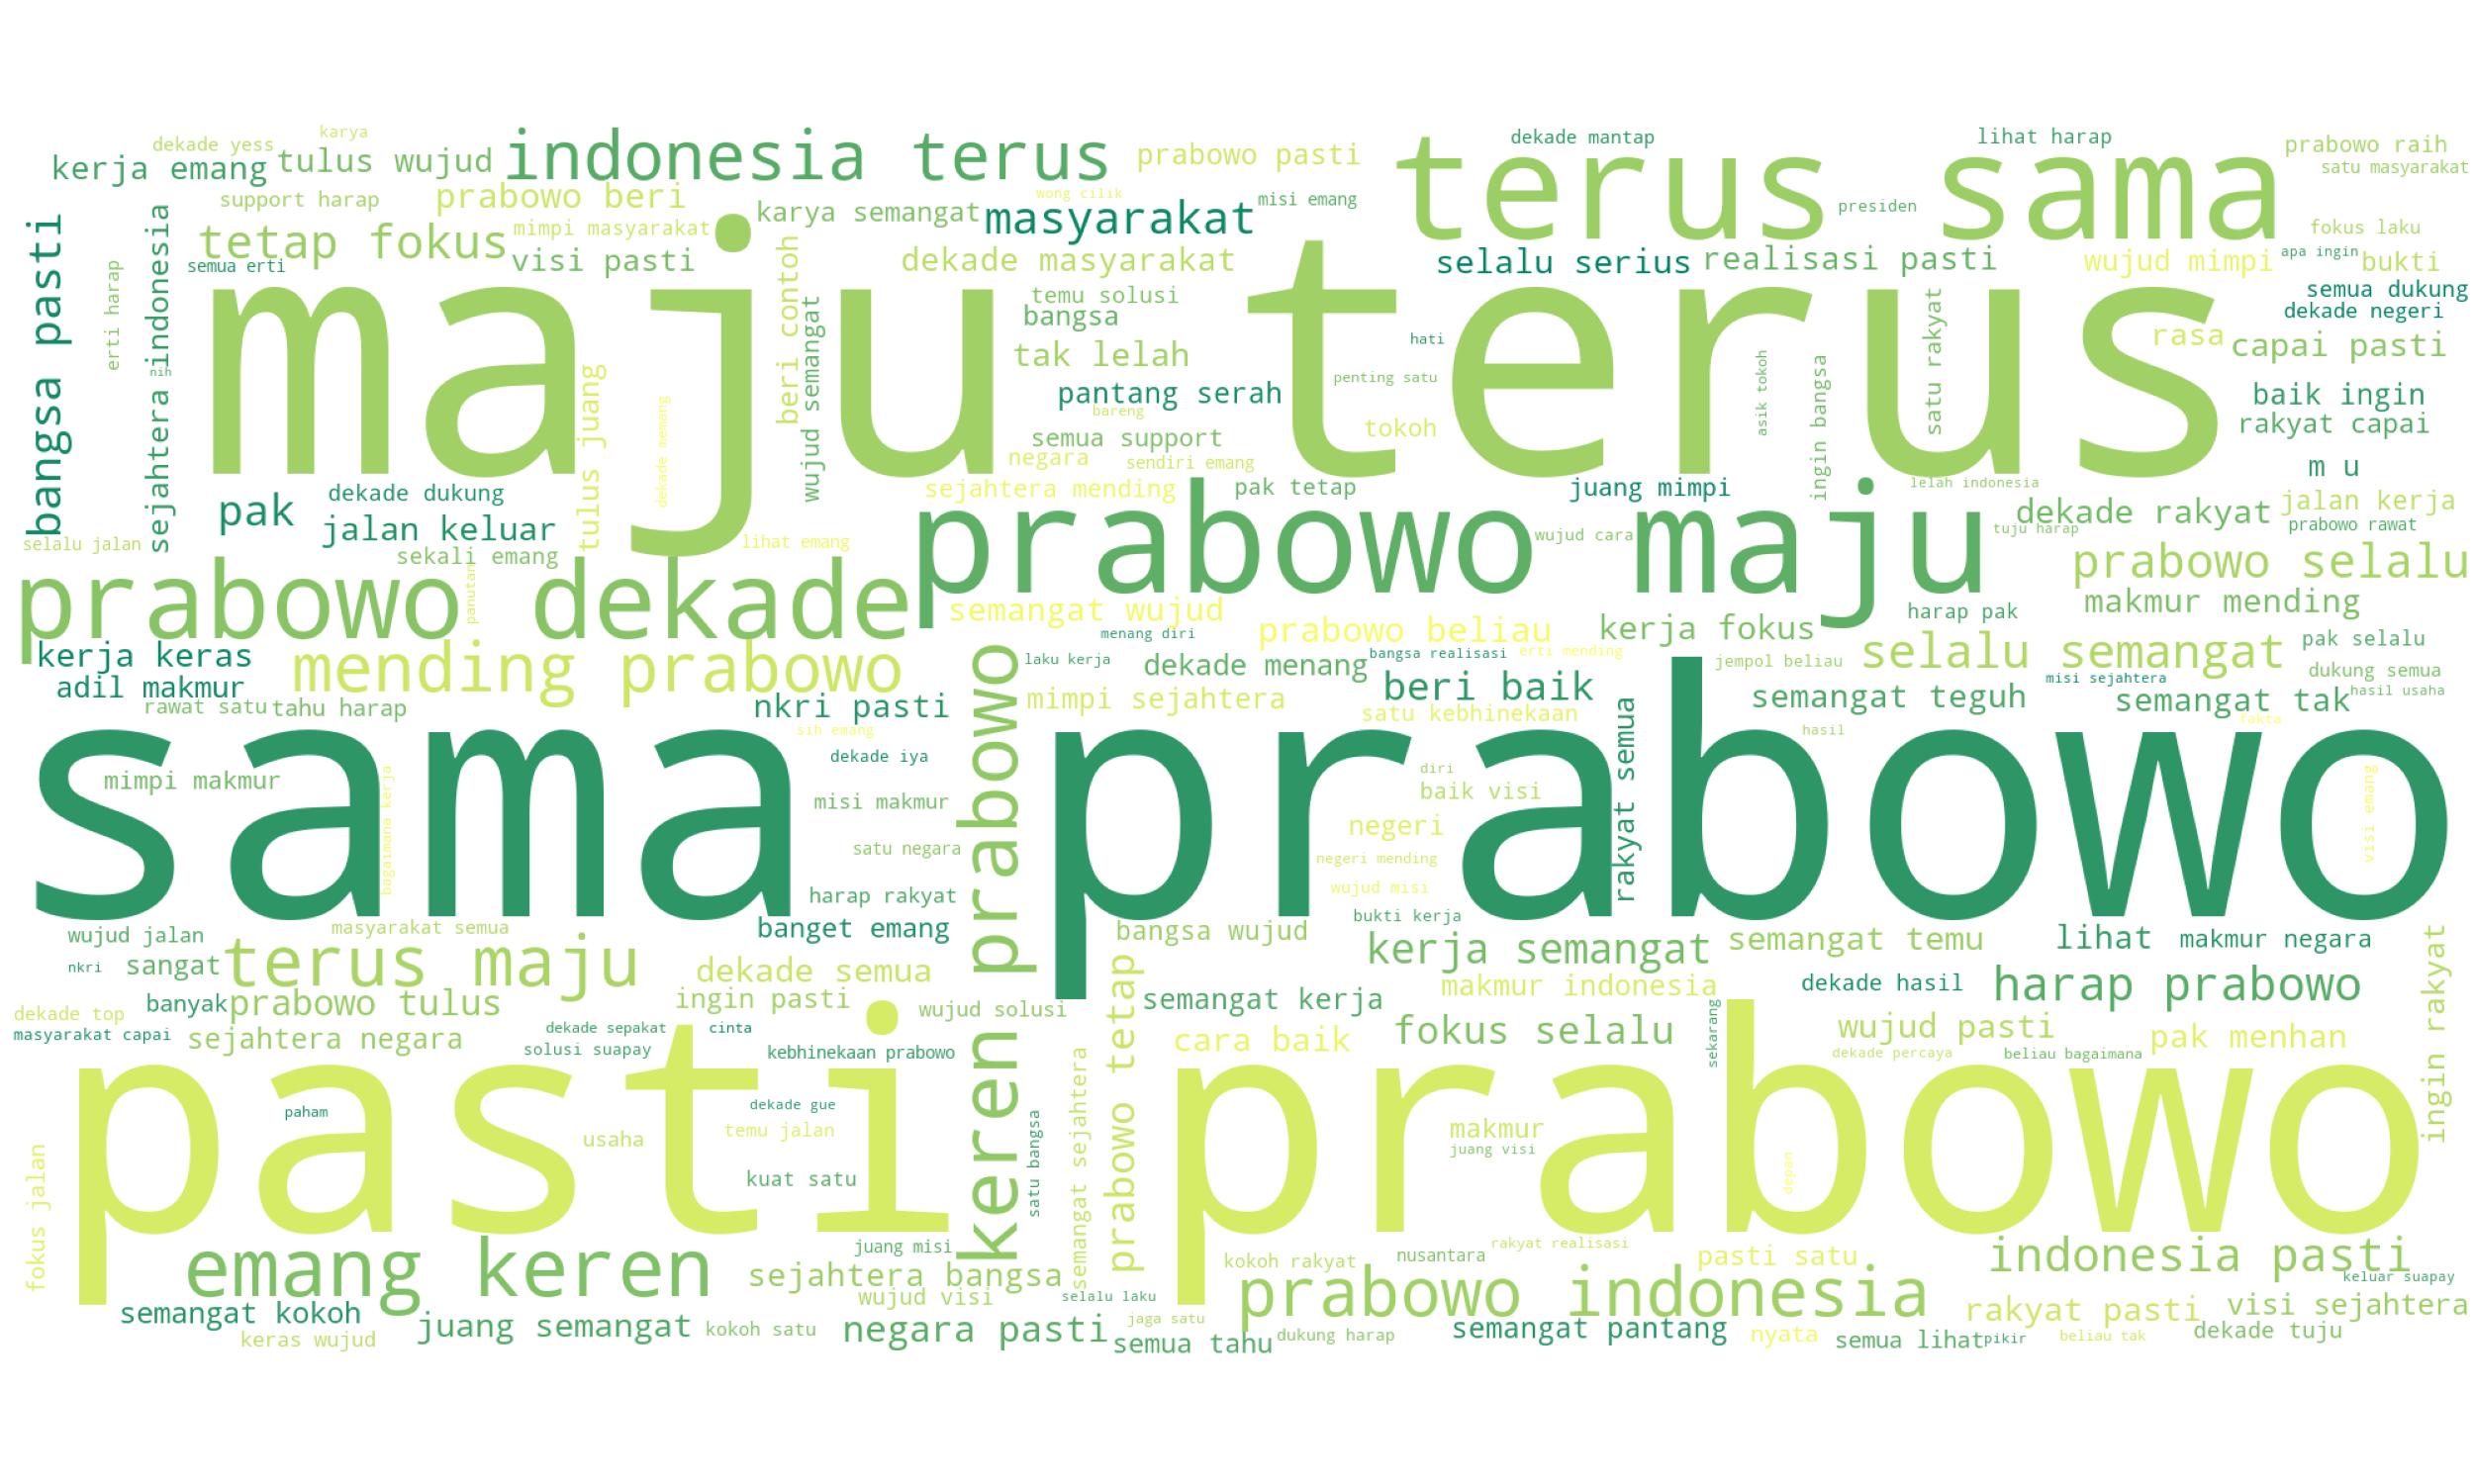 karya
dekade yess
kerja emang
tulus wujud
indonesia terus
prabowo pasti
terus sama
dekade mantap
lihat harap
prabowo raih
satu masyarakat
support harap
prabowo beri
karya semangat
wong cilik
masyarakat
misi emang
presiden
fokus laku
bangsa pasti
sejahtera indonesia
tetap fokus
mimpi masyarakat
visi pasti
semua erti
erti harap
nih
beri contoh
wujud semangat
dekade masyarakat
selalu serius
realisasi pasti
wujud mimpi
apa ingin
bukti
maju terus
temu solusi
bangsa
tak lelah
hati
penting satu
pantang serah
bareng
semua support
tokoh
negara
sendiri emang
asik tokoh
ingin bangsa
satu rakyat
semua dukung
dekade negeri
rasa
capai pasti
baik ingin
rakyat capai
m u
tulus juang
dekade semang
pak
dekade dukung
jalan keluar
selalu jalan
sekali emang
lihat emang
sejahtera mending
pak tetap
juang mimpi
lelah indonesia
dekade rakyat
jalan kerja
prabowo rawat
tuju harap
wujud cara
prabowo maju
prabowo dekade
panutan
prabowo selalu
makmur mending
semangat wujud
menang diri
prabowo beliau
kerja fokus
harap pak
kerja keras
adil makmur
mending prabowo
rawat satu
tahu harap
nkri pasti
sih emang
laku kerja
dekade menang
bangsa realisasi
erti mending
jempol beliau
selalu semangat
pak selalu
dukung semua
mimpi sejahtera
beri baik
satu kebhinekaan
semangat teguh
misi sejahtera
semangat tak
hasil usaha
fakta
hasil
sama prabowo
keren prabowo
mimpi makmur
bagaimana kerja
dekade iya
misi makmur
satu negara
harap rakyat
banget emang
diri
baik visi
negeri
negeri mending
wujud misi
bukti kerja
rakyat semua
visi emang
wujud jalan
masyarakat semua
nkri
sangat
terus maju
dekade semua
bangsa wujud
kerja semangat
semangat temu
lihat
makmur negara
ingin rakyat
dekade top
banyak
prabowo tulus
ingin pasti
wujud solusi
semangat kerja
makmur indonesia
dekade hasil
harap prabowo
masyarakat capai
sejahtera negara
dekade sepakat
cinta
solusi suapay
kebhinekaan prabowo
prabowo tetap
cara baik
fokus selalu
sekarang
wujud pasti
pak menhan
dekade percaya
beliau bagaimana
pasti prabowo
paham
dekade gue
usaha
temu jalan
kuat satu
satu bangsa
semangat sejahtera
makmur
juang visi
depan
fokus jalan
emang keren
juang misi
sejahtera bangsa
wujud visi
selalu laku
kokoh rakyat
nusantara
rakyat realisasi
pasti satu
indonesia pasti
keluar suapay
prabowo indonesia
semangat kokoh
keras wujud
juang semangat
kokoh satu
negara pasti
jaga satu
semua tahu
dukung harap
semangat pantang
nyata
semua lihat
pikir
rakyat pasti
beliau tak
visi sejahtera
dekade tuju